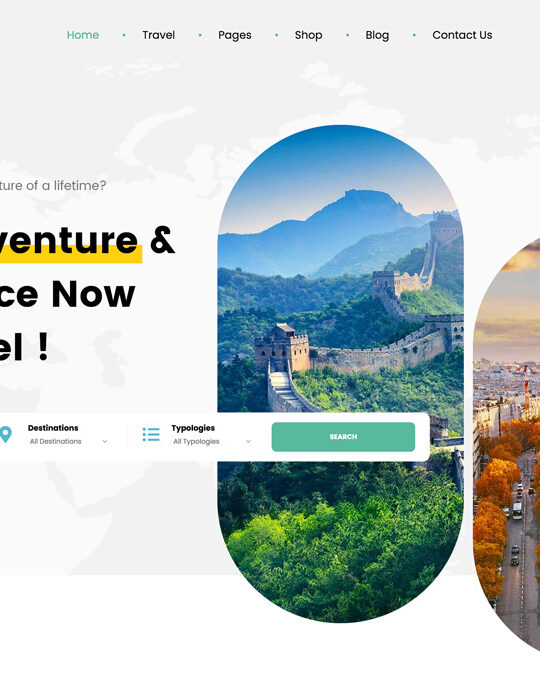 Home • Travel • Pages • Shop • Blog • Contact Us
ture of a lifetime?
venture &
ce Now
el !
Destinations
All Destinations
Typologies
All Typologies
SEARCH